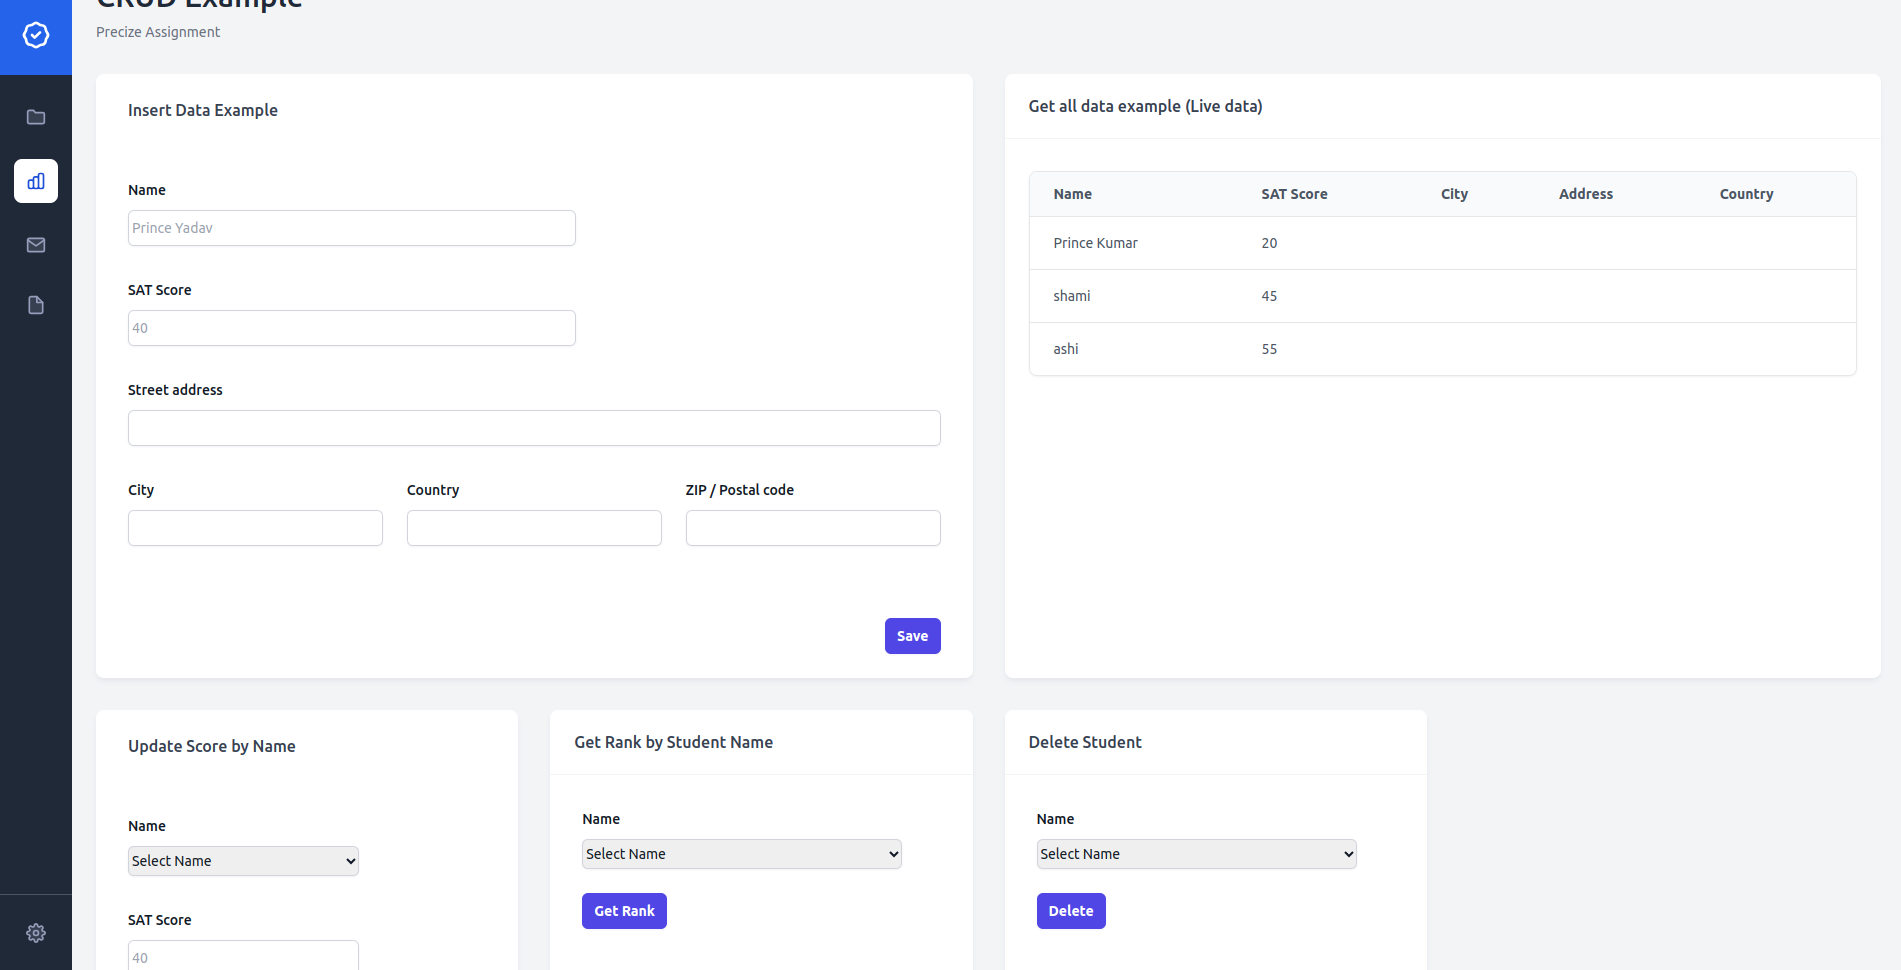 CRUD Example
Precize Assignment
Insert Data Example
Name
Prince Yadav
SAT Score
40
Street address
City Country ZIP / Postal code
Save
Get all data example (Live data)
Name SAT Score City Address Country
Prince Kumar 20
shami 45
ashi 55
Update Score by Name
Name
Select Name
SAT Score
40
Get Rank by Student Name
Name
Select Name
Get Rank
Delete Student
Name
Select Name
Delete